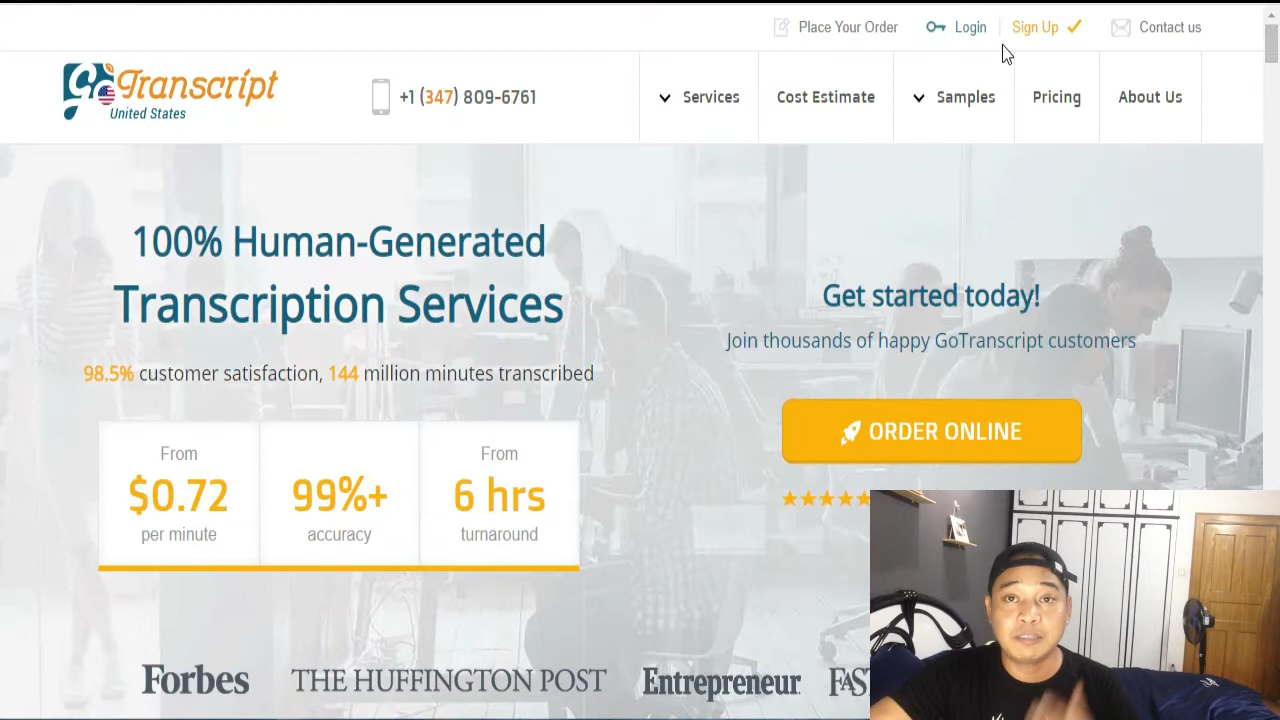 Place Your Order
Login
Sign Up
Contact us
goTranscript
United States
+1 (347) 809-6761
Services
Cost Estimate
Samples
Pricing
About Us
100% Human-Generated
Transcription Services
98.5% customer satisfaction, 144 million minutes transcribed
From
$0.72
per minute
99%+
accuracy
From
6 hrs
turnaround
Get started today!
Join thousands of happy GoTranscript customers
ORDER ONLINE
Forbes
THE HUFFINGTON POST
Entrepreneur